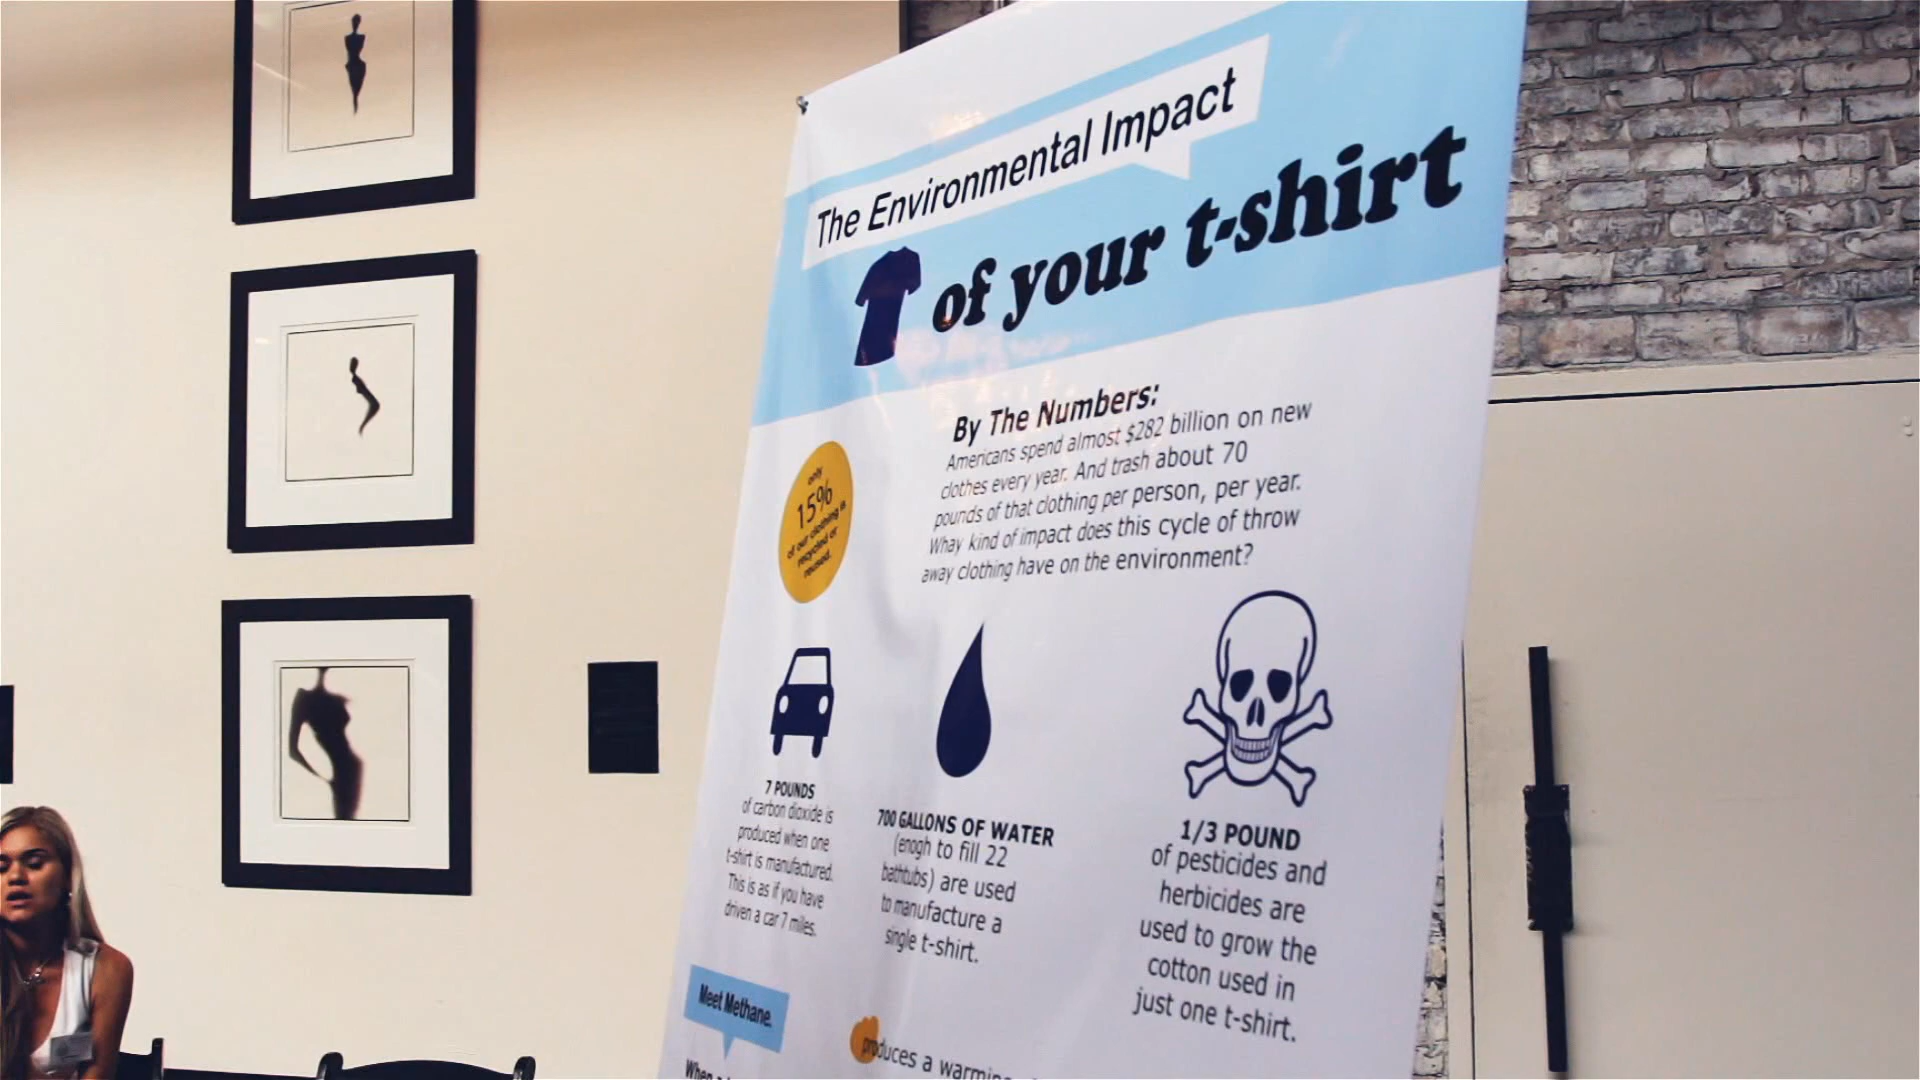 The Environmental Impact
of your t-shirt
By The Numbers:
Americans spend almost $282 billion on new
clothes every year. And trash about 70
pounds of that clothing per person, per year.
Whay kind of impact does this cycle of throw
away clothing have on the environment?
only
15%
of our clothing is
recycled or
reused.
7 POUNDS
of carbon dioxide is
produced when one
t-shirt is manufactured.
This is as if you have
driven a car 7 miles.
700 GALLONS OF WATER
(enogh to fill 22
bathtubs) are used
to manufacture a
single t-shirt.
1/3 POUND
of pesticides and
herbicides are
used to grow the
cotton used in
just one t-shirt.
Meet Methane.
When
produces a warming